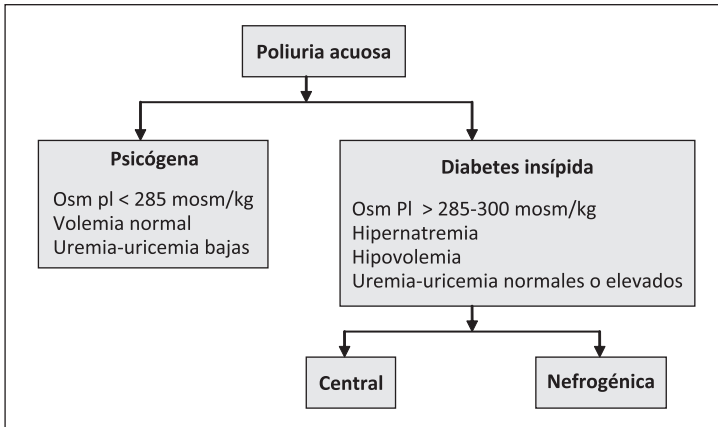 Poliuria acuosa
Psicógena
Osm pl < 285 mosm/kg
Volemia normal
Uremia-uricemia bajas
Diabetes insípida
Osm Pl > 285-300 mosm/kg
Hipernatremia
Hipovolemia
Uremia-uricemia normales o elevados
Central
Nefrogénica